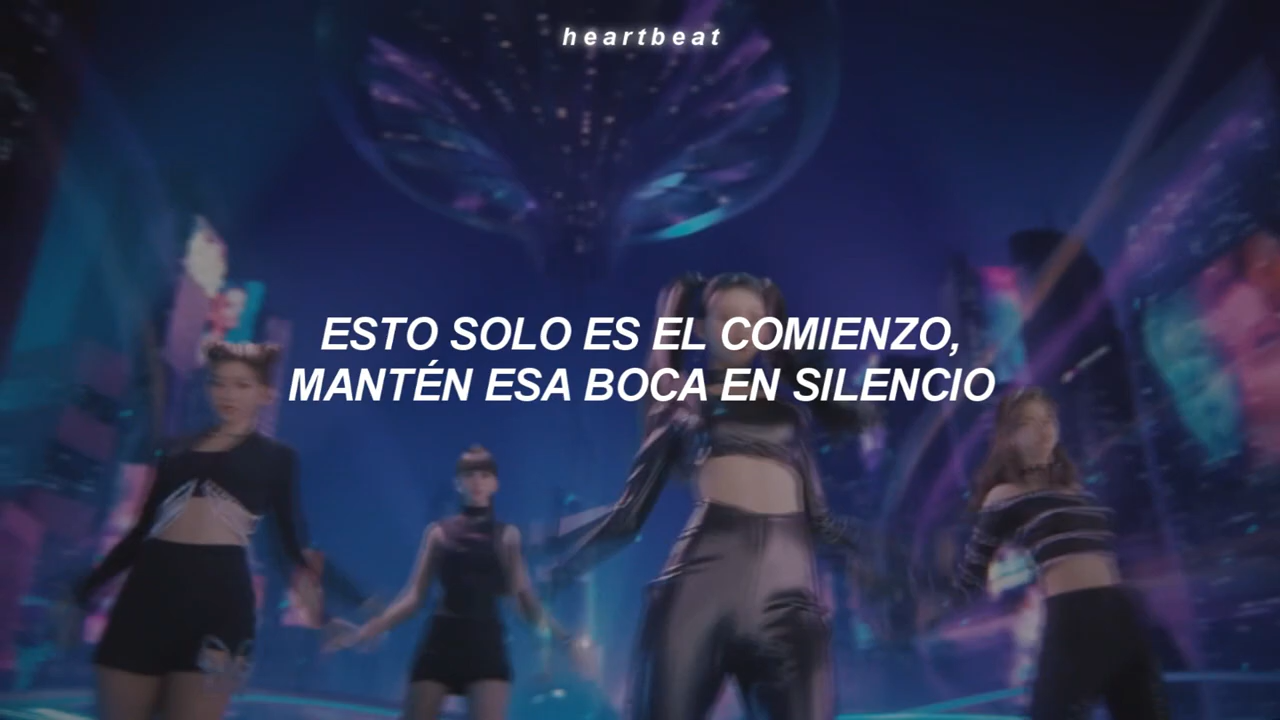 heartbeat
ESTO SOLO ES EL COMIENZO,
MANTÉN ESA BOCA EN SILENCIO